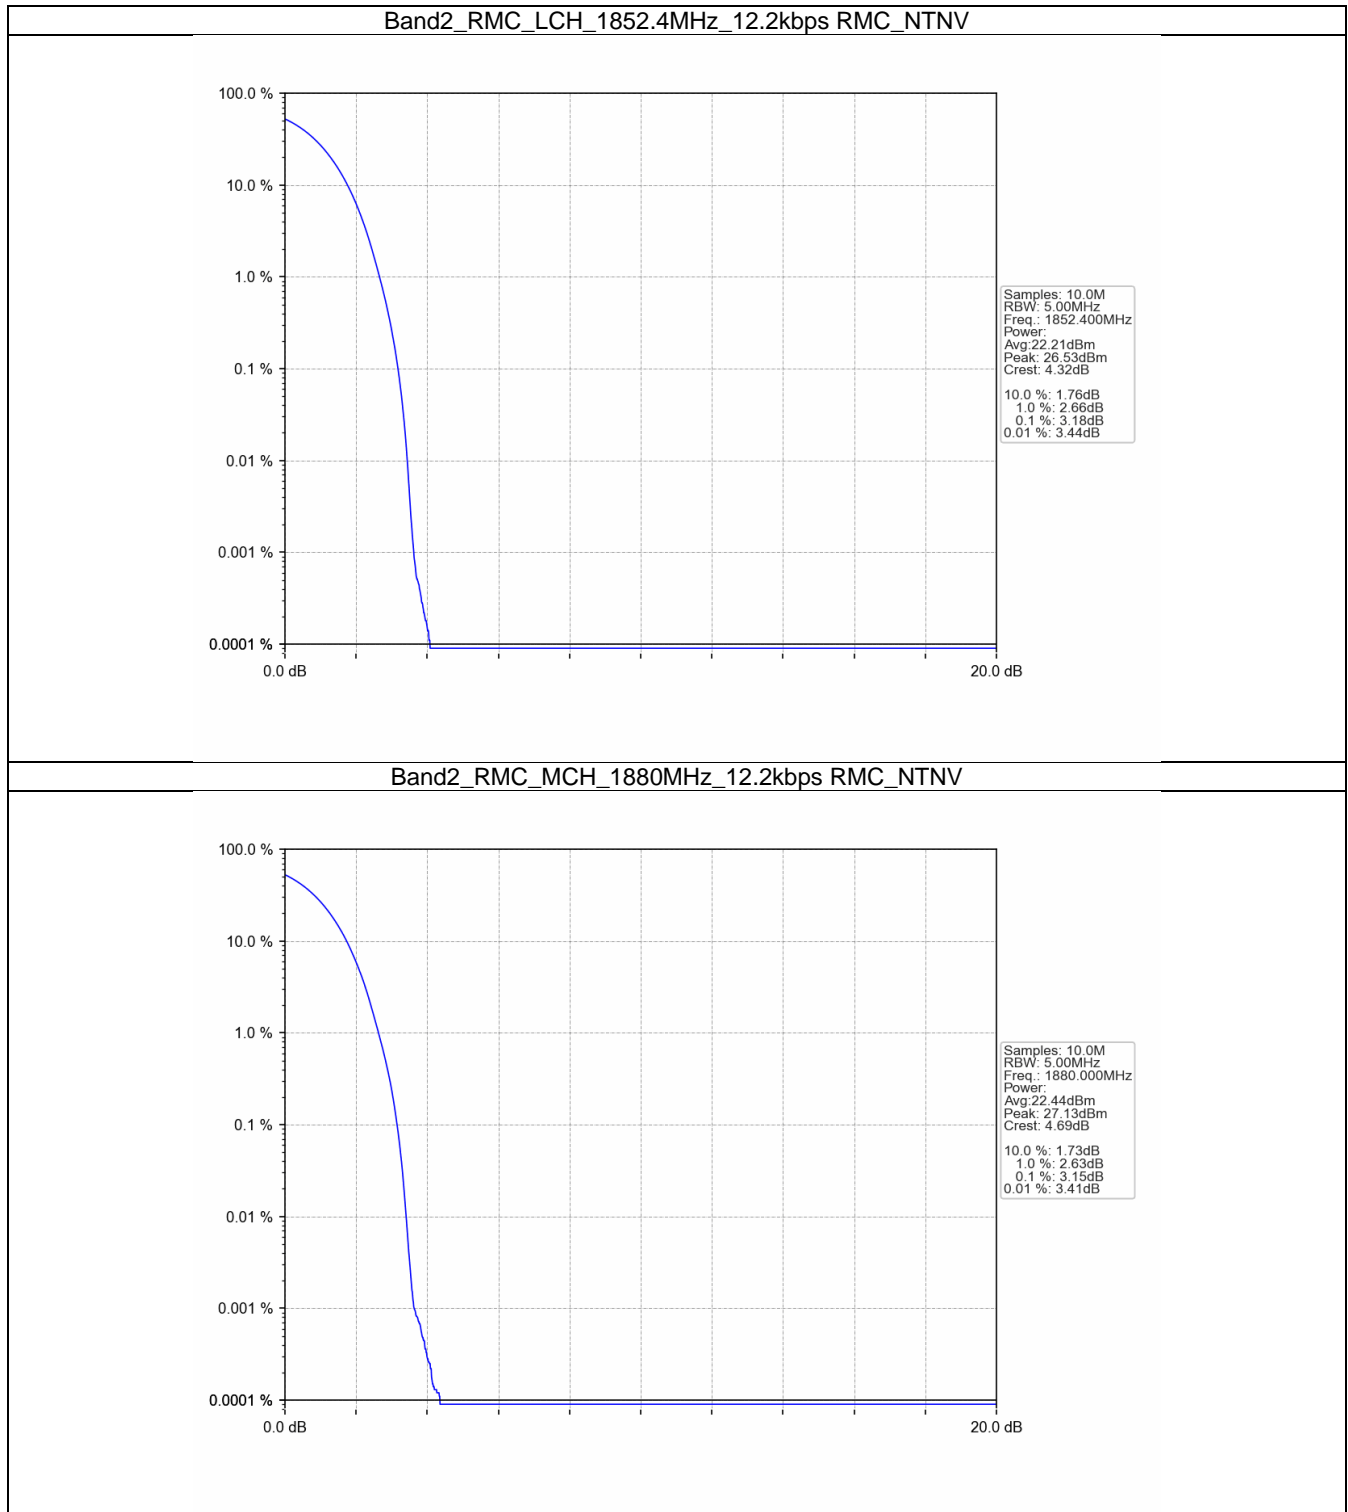 Band2_RMC_LCH_1852.4MHz_12.2kbps RMC_NTNV
100.0 %
10.0 %
1.0 %
0.1 %
0.01 %
0.001 %
0.0001 %
0.0 dB
20.0 dB
Samples: 10.0M
RBW: 5.00MHz
Freq.: 1852.400MHz
Power:
Avg:22.21dBm
Peak: 26.53dBm
Crest: 4.32dB
10.0 %: 1.76dB
1.0 %: 2.66dB
0.1 %: 3.18dB
0.01 %: 3.44dB
Band2_RMC_MCH_1880MHz_12.2kbps RMC_NTNV
100.0 %
10.0 %
1.0 %
0.1 %
0.01 %
0.001 %
0.0001 %
0.0 dB
20.0 dB
Samples: 10.0M
RBW: 5.00MHz
Freq.: 1880.000MHz
Power:
Avg:22.44dBm
Peak: 27.13dBm
Crest: 4.69dB
10.0 %: 1.73dB
1.0 %: 2.63dB
0.1 %: 3.15dB
0.01 %: 3.41dB